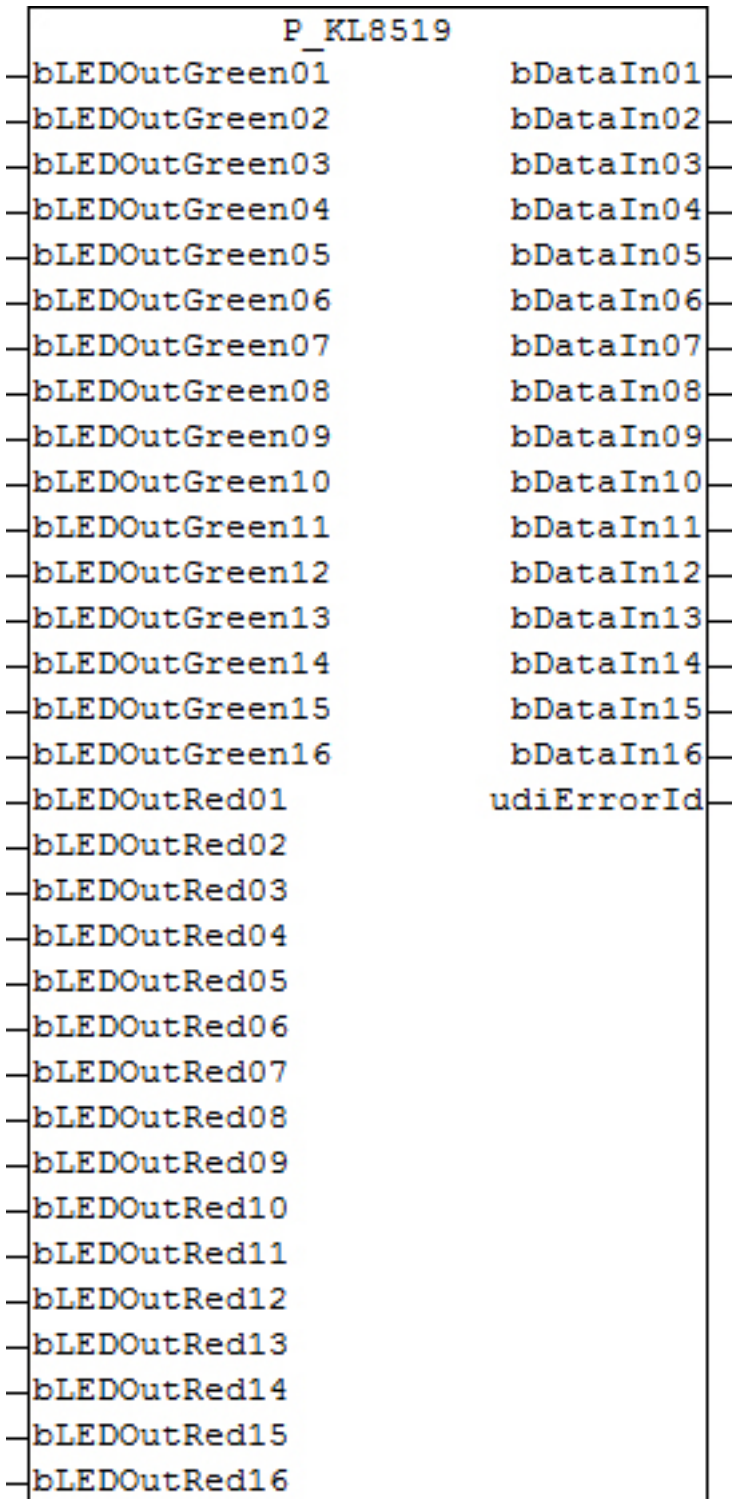 P_KL8519
bLEDOutGreen01 bDataIn01
bLEDOutGreen02 bDataIn02
bLEDOutGreen03 bDataIn03
bLEDOutGreen04 bDataIn04
bLEDOutGreen05 bDataIn05
bLEDOutGreen06 bDataIn06
bLEDOutGreen07 bDataIn07
bLEDOutGreen08 bDataIn08
bLEDOutGreen09 bDataIn09
bLEDOutGreen10 bDataIn10
bLEDOutGreen11 bDataIn11
bLEDOutGreen12 bDataIn12
bLEDOutGreen13 bDataIn13
bLEDOutGreen14 bDataIn14
bLEDOutGreen15 bDataIn15
bLEDOutGreen16 bDataIn16
bLEDOutRed01 udiErrorId
bLEDOutRed02
bLEDOutRed03
bLEDOutRed04
bLEDOutRed05
bLEDOutRed06
bLEDOutRed07
bLEDOutRed08
bLEDOutRed09
bLEDOutRed10
bLEDOutRed11
bLEDOutRed12
bLEDOutRed13
bLEDOutRed14
bLEDOutRed15
bLEDOutRed16